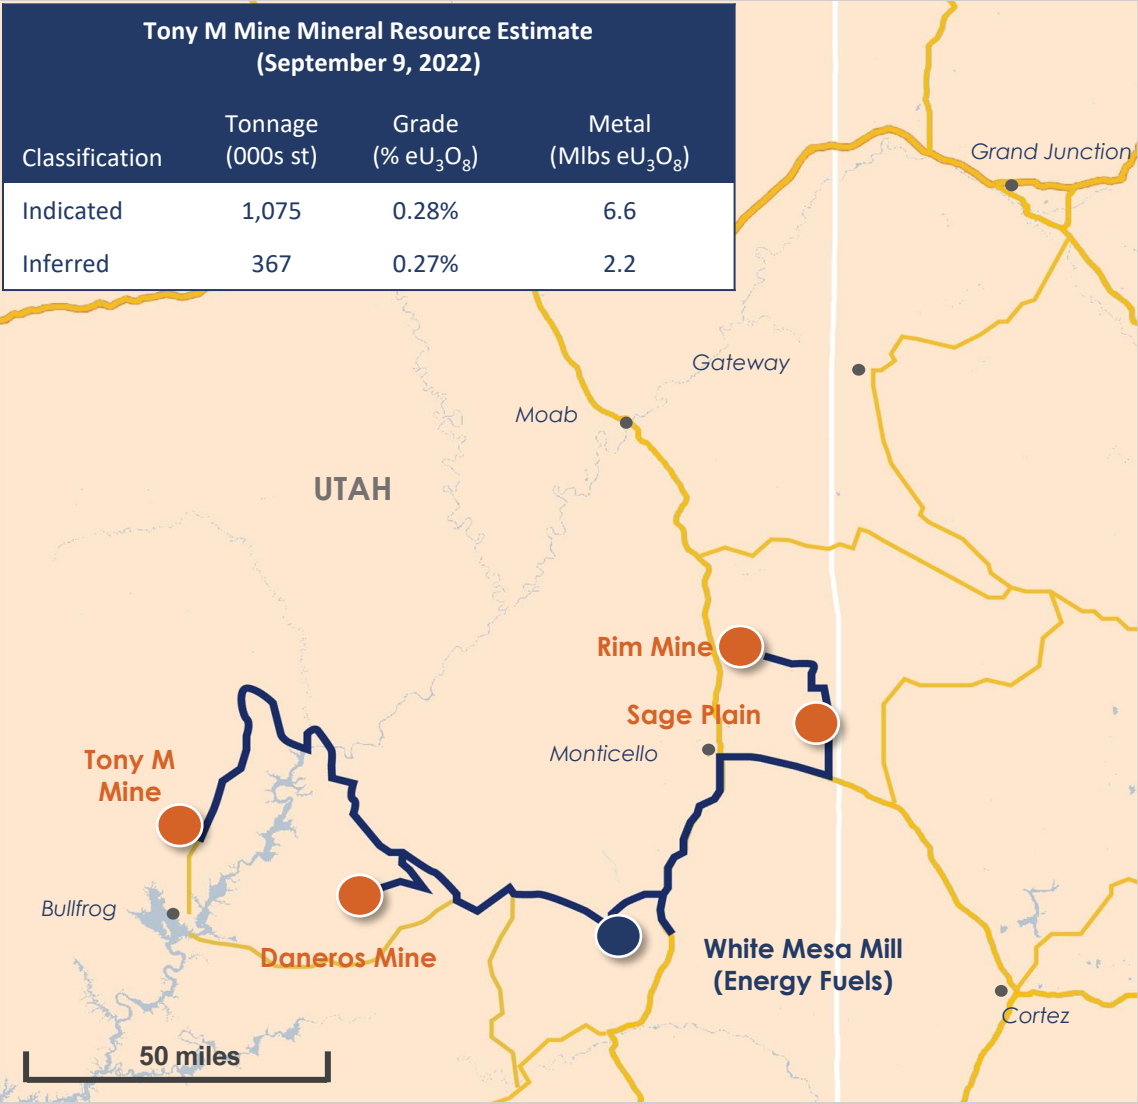 Tony M Mine Mineral Resource Estimate
(September 9, 2022)
Classification Tonnage (000s st) Grade (% eU₃O₈) Metal (Mlbs eU₃O₈)
Indicated 1,075 0.28% 6.6
Inferred 367 0.27% 2.2
Grand Junction
Gateway
Moab
UTAH
Rim Mine
Sage Plain
Monticello
Tony M
Mine
Bullfrog
Daneros Mine
White Mesa Mill
(Energy Fuels)
Cortez
50 miles